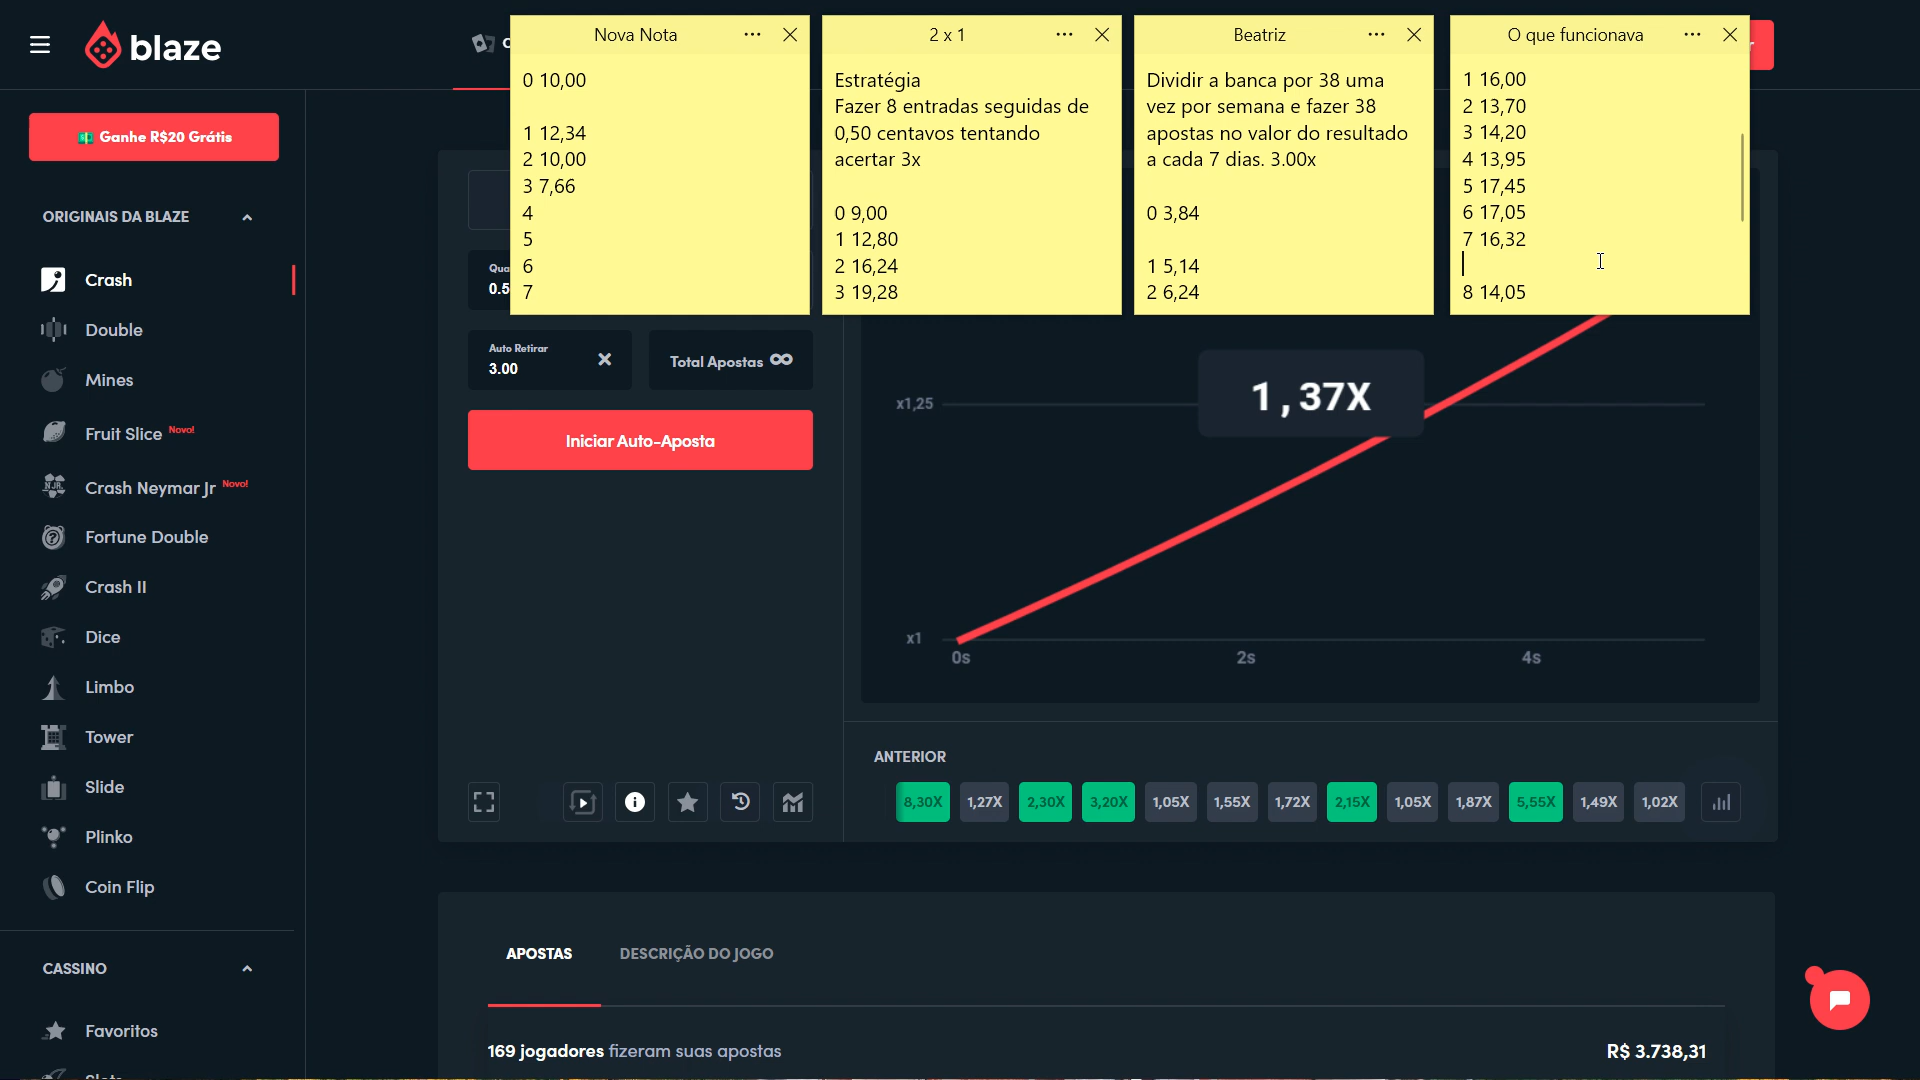 blaze
Ganhe R$20 Grátis
ORIGINAIS DA BLAZE
Crash
Double
Mines
Fruit Slice Novo!
Crash Neymar Jr Novo!
Fortune Double
Crash II
Dice
Limbo
Tower
Slide
Plinko
Coin Flip
CASSINO
Favoritos
Nova Nota
0 10,00
1 12,34
2 10,00
3 7,66
4
5
6
7
2 x 1
Estratégia
Fazer 8 entradas seguidas de
0,50 centavos tentando
acertar 3x
0 9,00
1 12,80
2 16,24
3 19,28
Beatriz
Dividir a banca por 38 uma
vez por semana e fazer 38
apostas no valor do resultado
a cada 7 dias. 3.00x
0 3,84
1 5,14
2 6,24
O que funcionava
1 16,00
2 13,70
3 14,20
4 13,95
5 17,45
6 17,05
7 16,32
8 14,05
Qua
0.5
Auto Retirar
3.00
Total Apostas ∞
Iniciar Auto-Aposta
1,37X
x1,25
x1
0s 2s 4s
ANTERIOR
8,30X 1,27X 2,30X 3,20X 1,05X 1,55X 1,72X 2,15X 1,05X 1,87X 5,55X 1,49X 1,02X
APOSTAS DESCRIÇÃO DO JOGO
169 jogadores fizeram suas apostas R$ 3.738,31